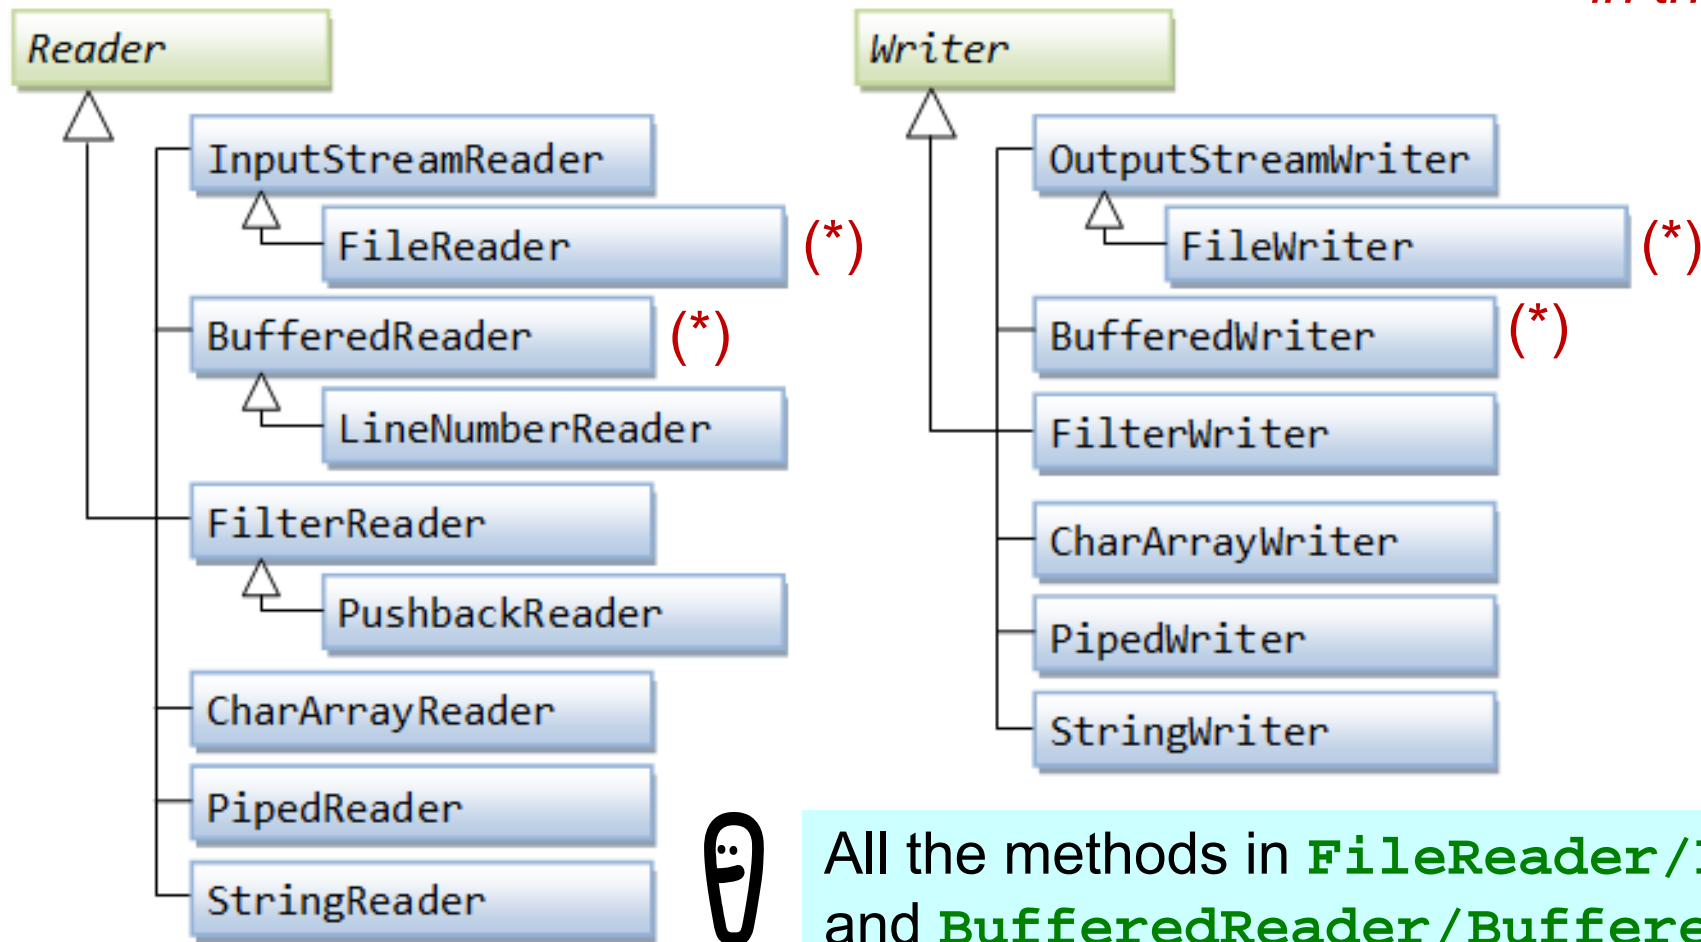 Reader
InputStreamReader
FileReader (*)
BufferedReader (*)
LineNumberReader
FilterReader
PushbackReader
CharArrayReader
PipedReader
StringReader
Writer
OutputStreamWriter
FileWriter (*)
BufferedWriter (*)
FilterWriter
CharArrayWriter
PipedWriter
StringWriter
All the methods in FileReader/
and BufferedReader/Buffere